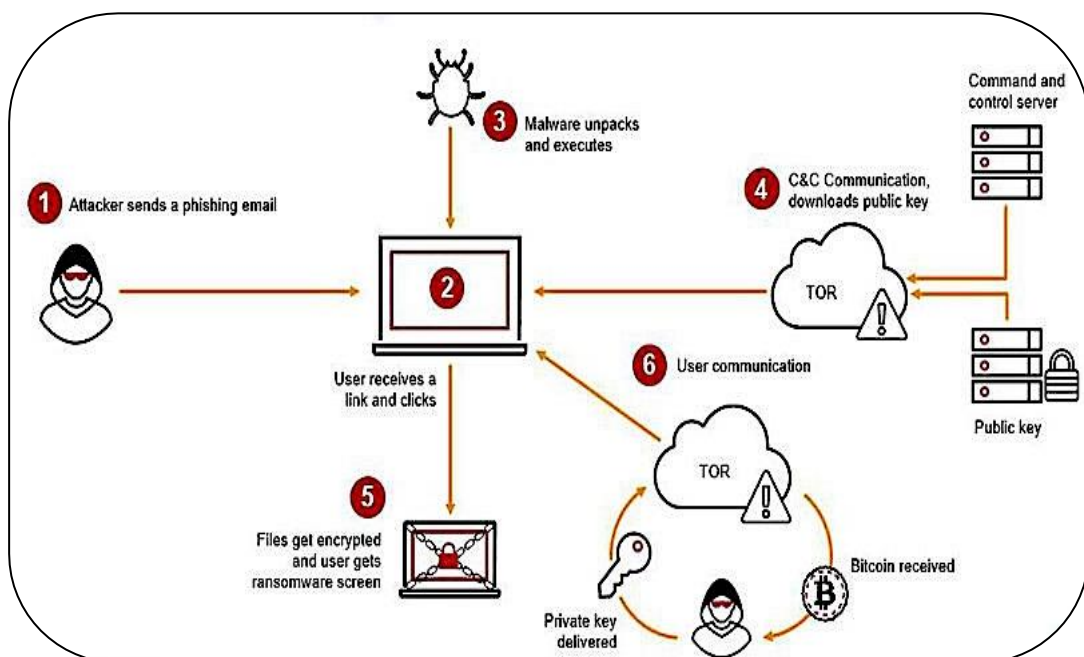 1
Attacker sends a phishing email
2
User receives a
link and clicks
3
Malware unpacks
and executes
4
C&C Communication,
downloads public key
Command and
control server
TOR
Public key
5
Files get encrypted
and user gets
ransomware screen
6
User communication
TOR
Bitcoin received
B
Private key
delivered